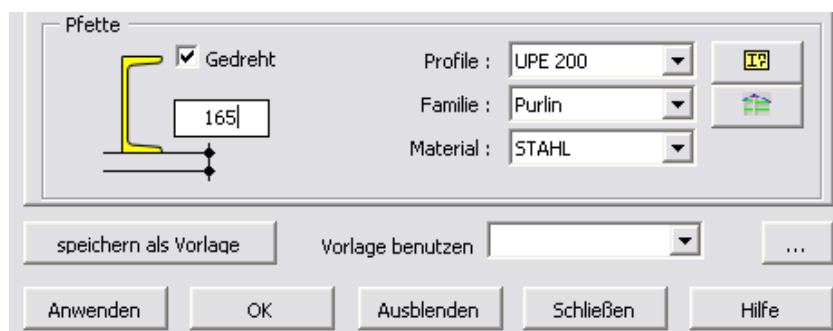 Pfette
Gedreht
Profile : UPE 200
165
Familie : Purlin
Material : STAHL
speichern als Vorlage
Vorlage benutzen
...
Anwenden
OK
Ausblenden
Schließen
Hilfe